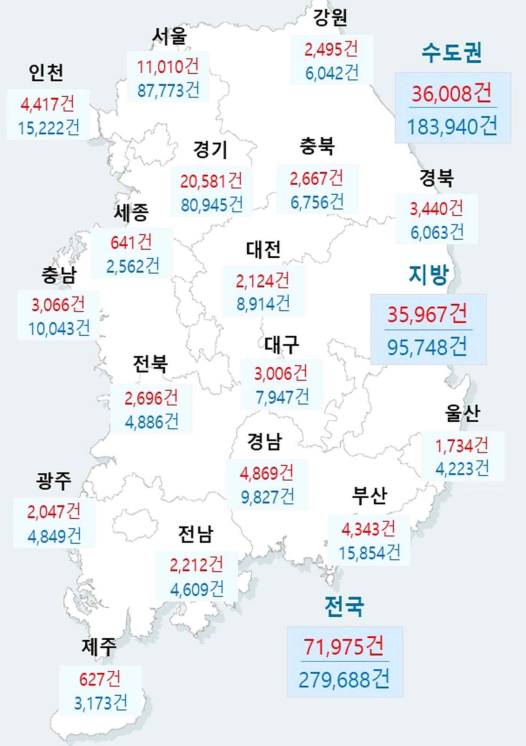 강원
2,495건
6,042건
서울
11,010건
87,773건
수도권
36,008건
183,940건
인천
4,417건
15,222건
경기
20,581건
80,945건
충북
2,667건
6,756건
경북
3,440건
6,063건
세종
641건
2,562건
대전
2,124건
8,914건
지방
35,967건
95,748건
충남
3,066건
10,043건
대구
3,006건
7,947건
전북
2,696건
4,886건
울산
1,734건
4,223건
경남
4,869건
9,827건
광주
2,047건
4,849건
부산
4,343건
15,854건
전남
2,212건
4,609건
전국
71,975건
279,688건
제주
627건
3,173건